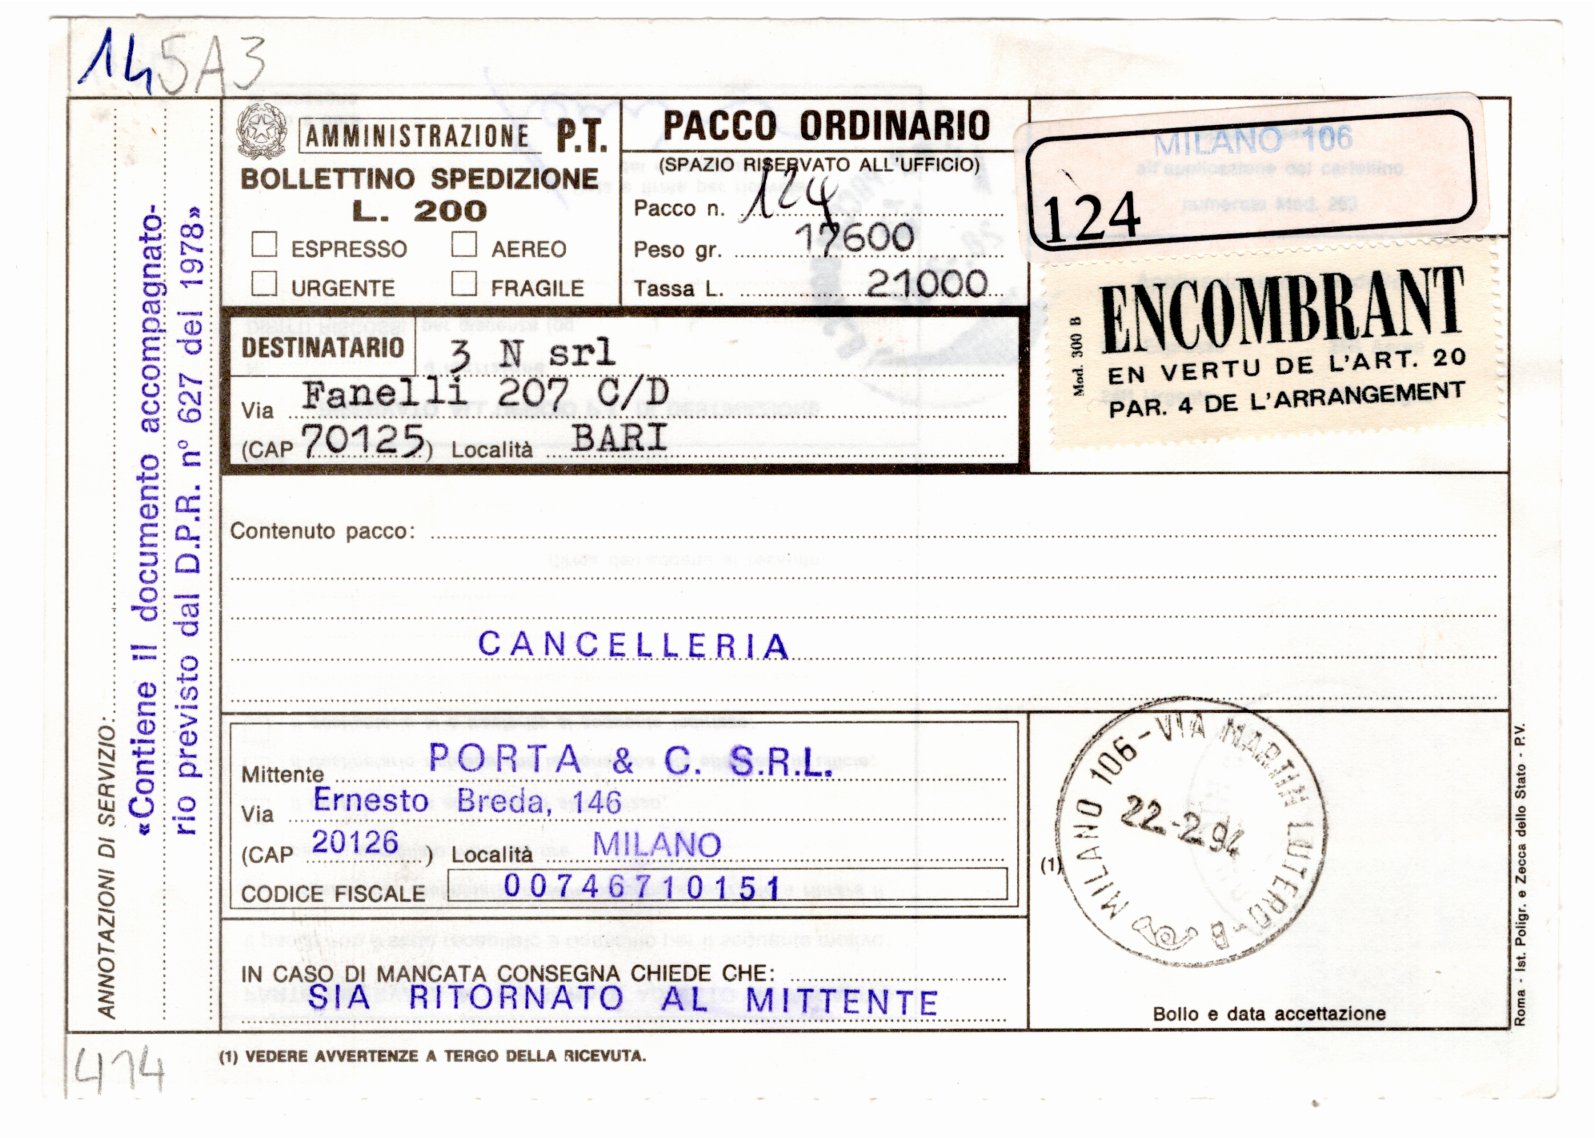 145A3
AMMINISTRAZIONE P.T.
BOLLETTINO SPEDIZIONE
L. 200
ESPRESSO AEREO
URGENTE FRAGILE
PACCO ORDINARIO
(SPAZIO RISERVATO ALL'UFFICIO)
Pacco n. 124
Peso gr. 17600
Tassa L. 21000
MILANO 106
124
Mod. 300 B
ENCOMBRANT
EN VERTU DE L'ART. 20
PAR. 4 DE L'ARRANGEMENT
DESTINATARIO 3 N srl
Via Fanelli 207 C/D
(CAP 70125) Località BARI
Contenuto pacco:
CANCELLERIA
Mittente PORTA & C. S.R.L.
Via Ernesto Breda, 146
(CAP 20126) Località MILANO
CODICE FISCALE 00746710151
IN CASO DI MANCATA CONSEGNA CHIEDE CHE:
SIA RITORNATO AL MITTENTE
(1)
MILANO 106 - VIA MARTIN LUTERO - B
22.-2.94
Bollo e data accettazione
ANNOTAZIONI DI SERVIZIO:
«Contiene il documento accompagnato-
rio previsto dal D.P.R. n° 627 del 1978»
Roma - Ist. Poligr. e Zecca dello Stato - P.V.
(1) VEDERE AVVERTENZE A TERGO DELLA RICEVUTA.
414